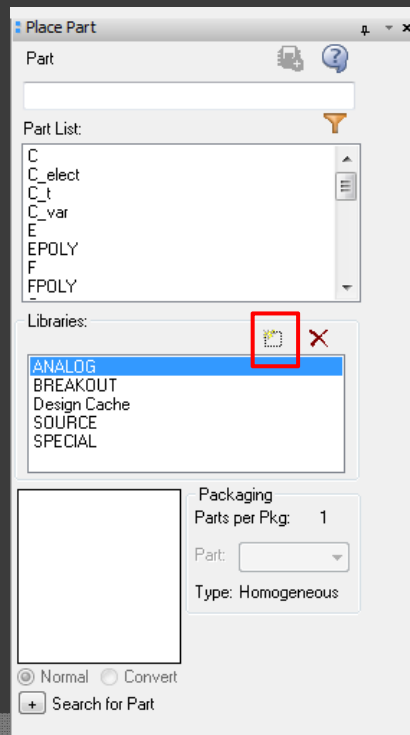 Place Part
Part
Part List:
C
C_elect
C_t
C_var
E
EPOLY
F
FPOLY
Libraries:
ANALOG
BREAKOUT
Design Cache
SOURCE
SPECIAL
Packaging
Parts per Pkg: 1
Part:
Type: Homogeneous
Normal Convert
+ Search for Part